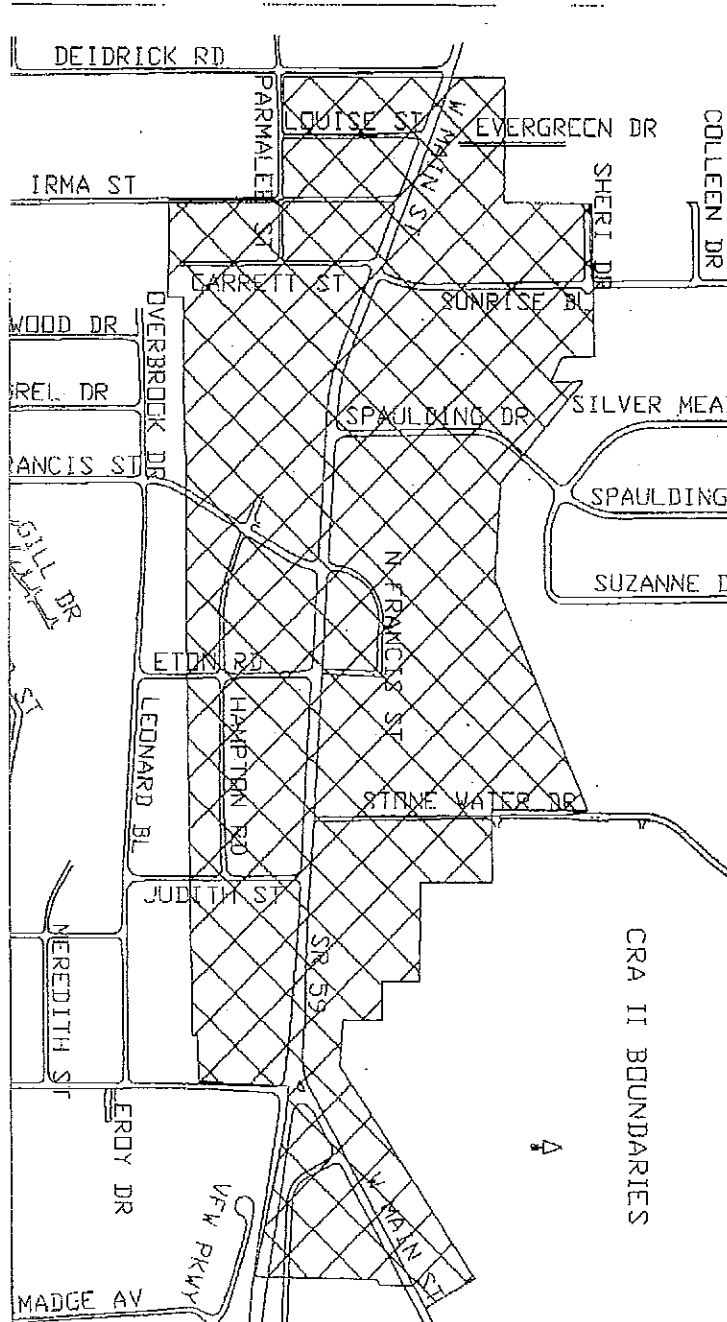 DEIDRICK RD
PARMALEE ST
LOUISE ST
W MAIN ST
EVERGREEN DR
COLLEEN DR
IRMA ST
SHERI DR
GARRETT ST
SUNRISE BL
OVERBROOK DR
WOOD DR
REL DR
SPAULDING DR
SILVER MEA
RANCIS ST
SPAULDING
GILL DR
N FRANCIS ST
SUZANNE D
ETON RD
ST
LEONARD BL
HAMPTON RD
STONE WATER DR
JUDITH ST
MEREDITH ST
SR 59
CRA II BOUNDARIES
EROY DR
VFW PKWY
W MAIN ST
MADGE AV